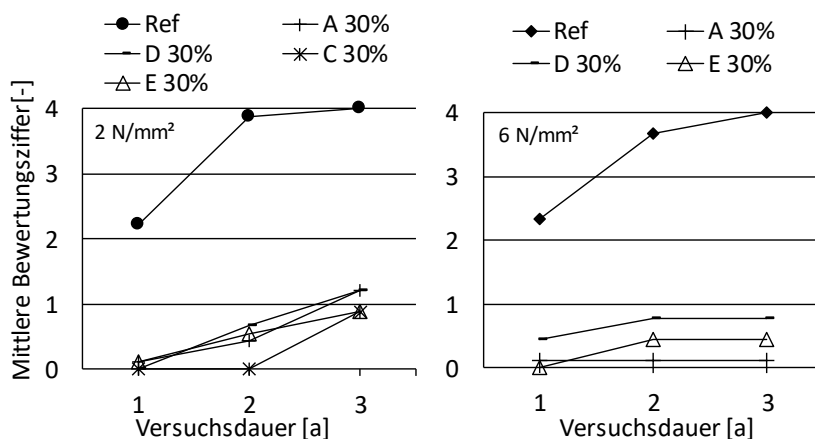 Ref A 30%
D 30% C 30%
E 30%
Mittlere Bewertungsziffer [-]
4
3
2
1
0
2 N/mm²
1 2 3
Versuchsdauer [a]
Ref A 30%
D 30% E 30%
4
3
2
1
0
6 N/mm²
1 2 3
Versuchsdauer [a]